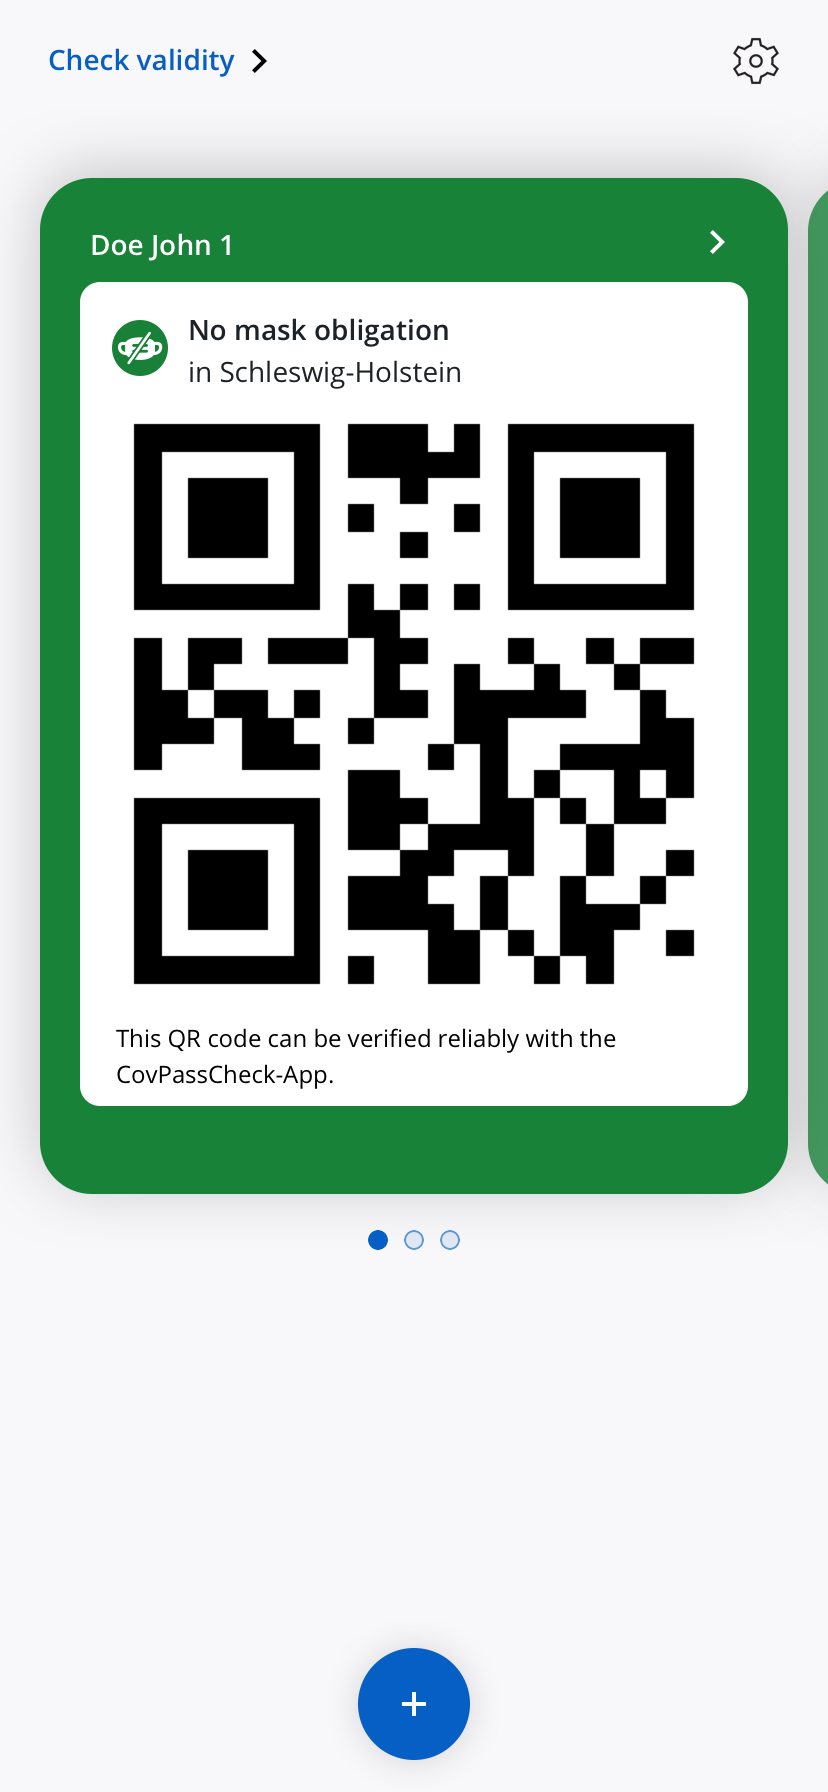 Check validity
Doe John 1
No mask obligation
in Schleswig-Holstein
This QR code can be verified reliably with the
CovPassCheck-App.